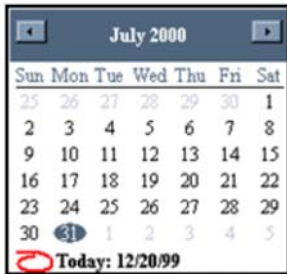 July 2000
Sun Mon Tue Wed Thu Fri Sat
25 26 27 28 29 30 1
2 3 4 5 6 7 8
9 10 11 12 13 14 15
16 17 18 19 20 21 22
23 24 25 26 27 28 29
30 31 1 2 3 4 5
Today: 12/20/99